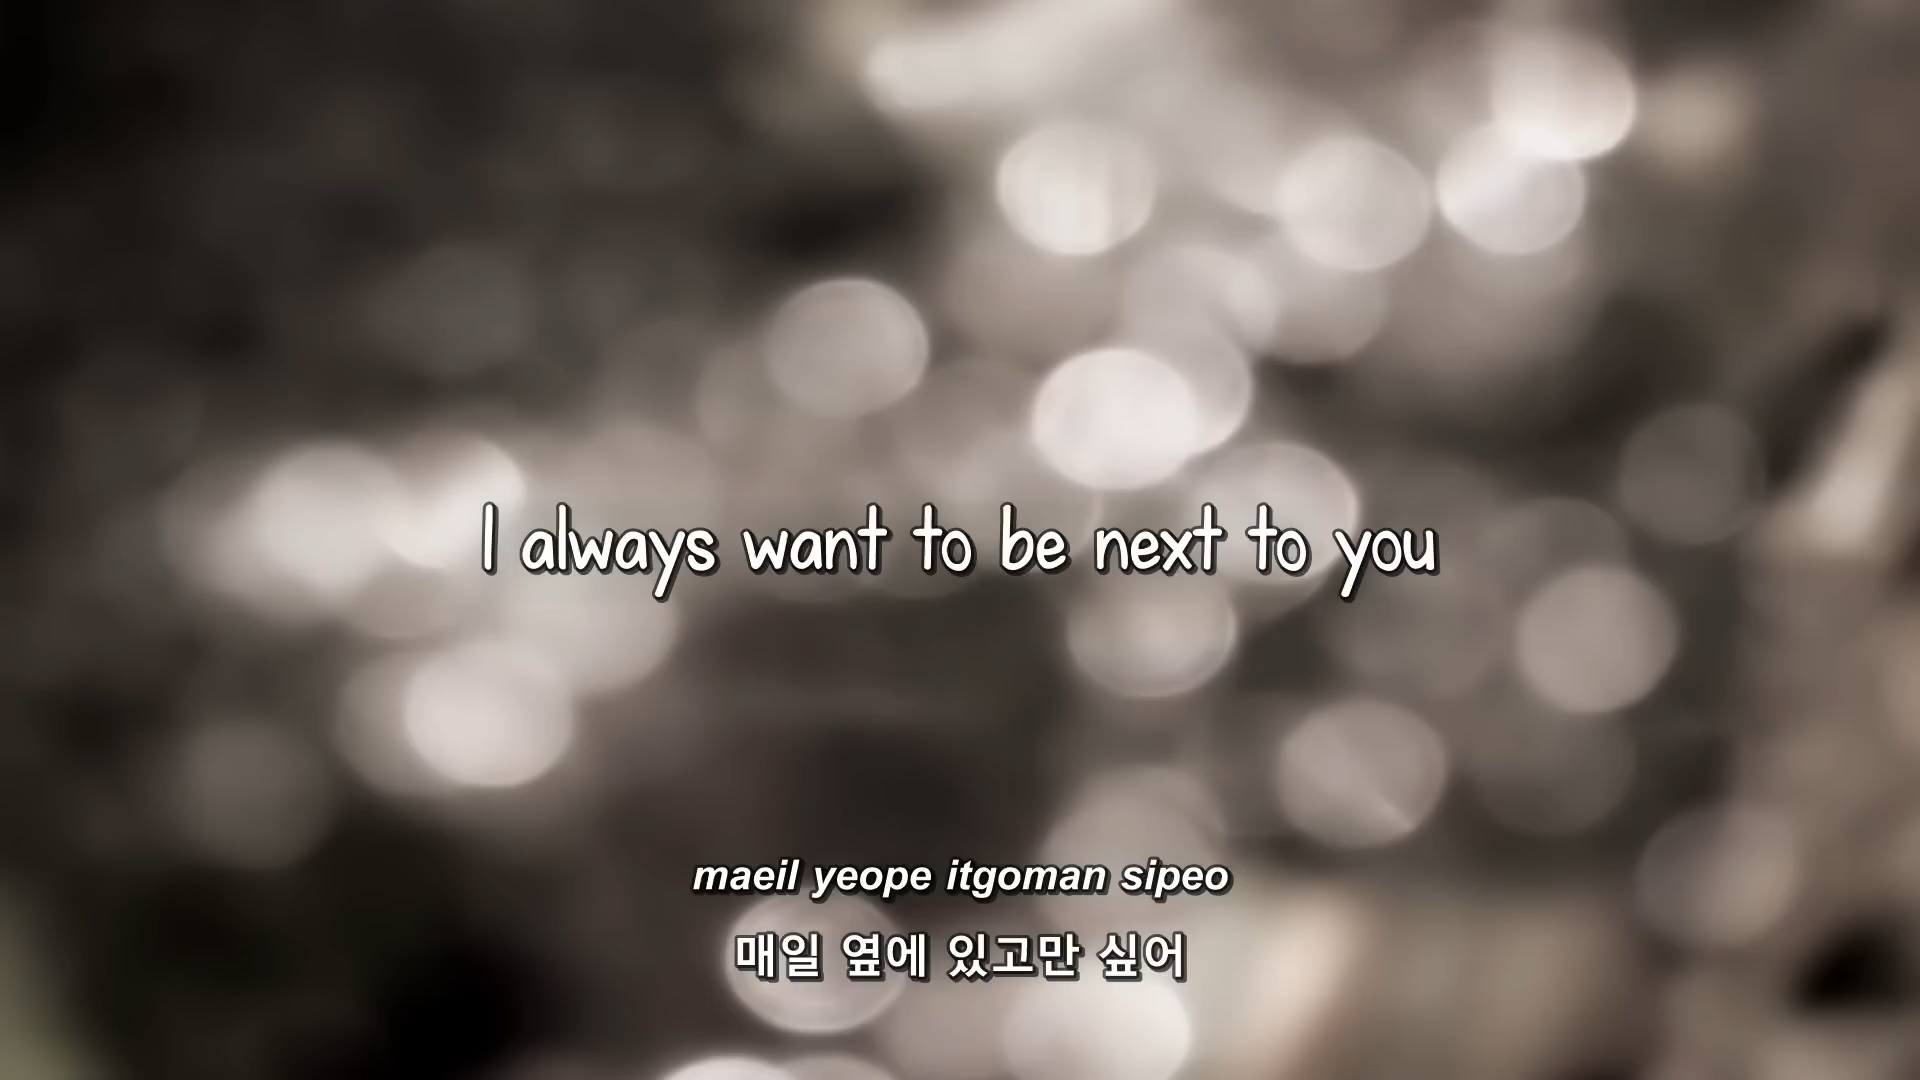 I always want to be next to you
maeil yeope itgoman sipeo
매일 옆에 있고만 싶어